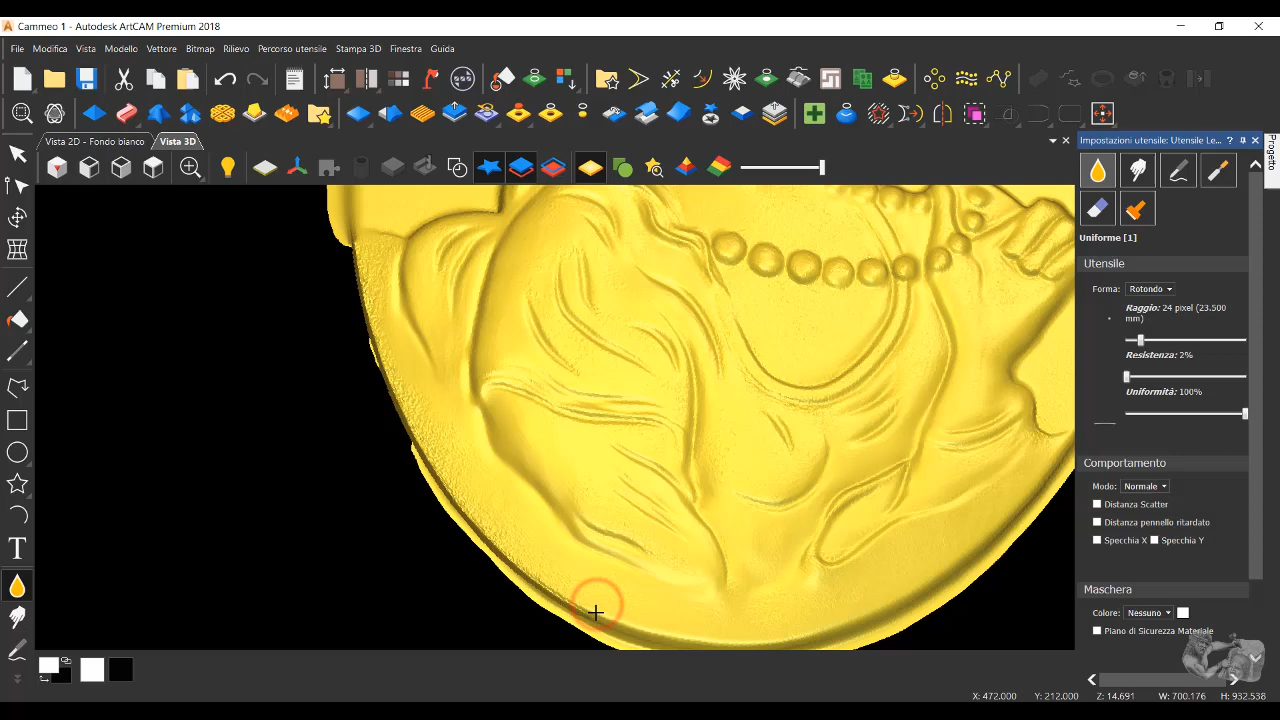 Cammeo 1 - Autodesk ArtCAM Premium 2018
File Modifica Vista Modello Vettore Bitmap Rilievo Percorso utensile Stampa 3D Finestra Guida
Vista 2D - Fondo bianco Vista 3D
Impostazioni utensile: Utensile Le...
Progetto
Uniforme [1]
Utensile
Forma: Rotondo
Raggio: 24 pixel (23.500
mm)
Resistenza: 2%
Uniformità: 100%
Comportamento
Modo: Normale
Distanza Scatter
Distanza pennello ritardato
Specchia X Specchia Y
Maschera
Colore: Nessuno
Piano di Sicurezza Materiale
X: 472.000 Y: 212.000 Z: 14.691 W: 700.176 H: 932.538